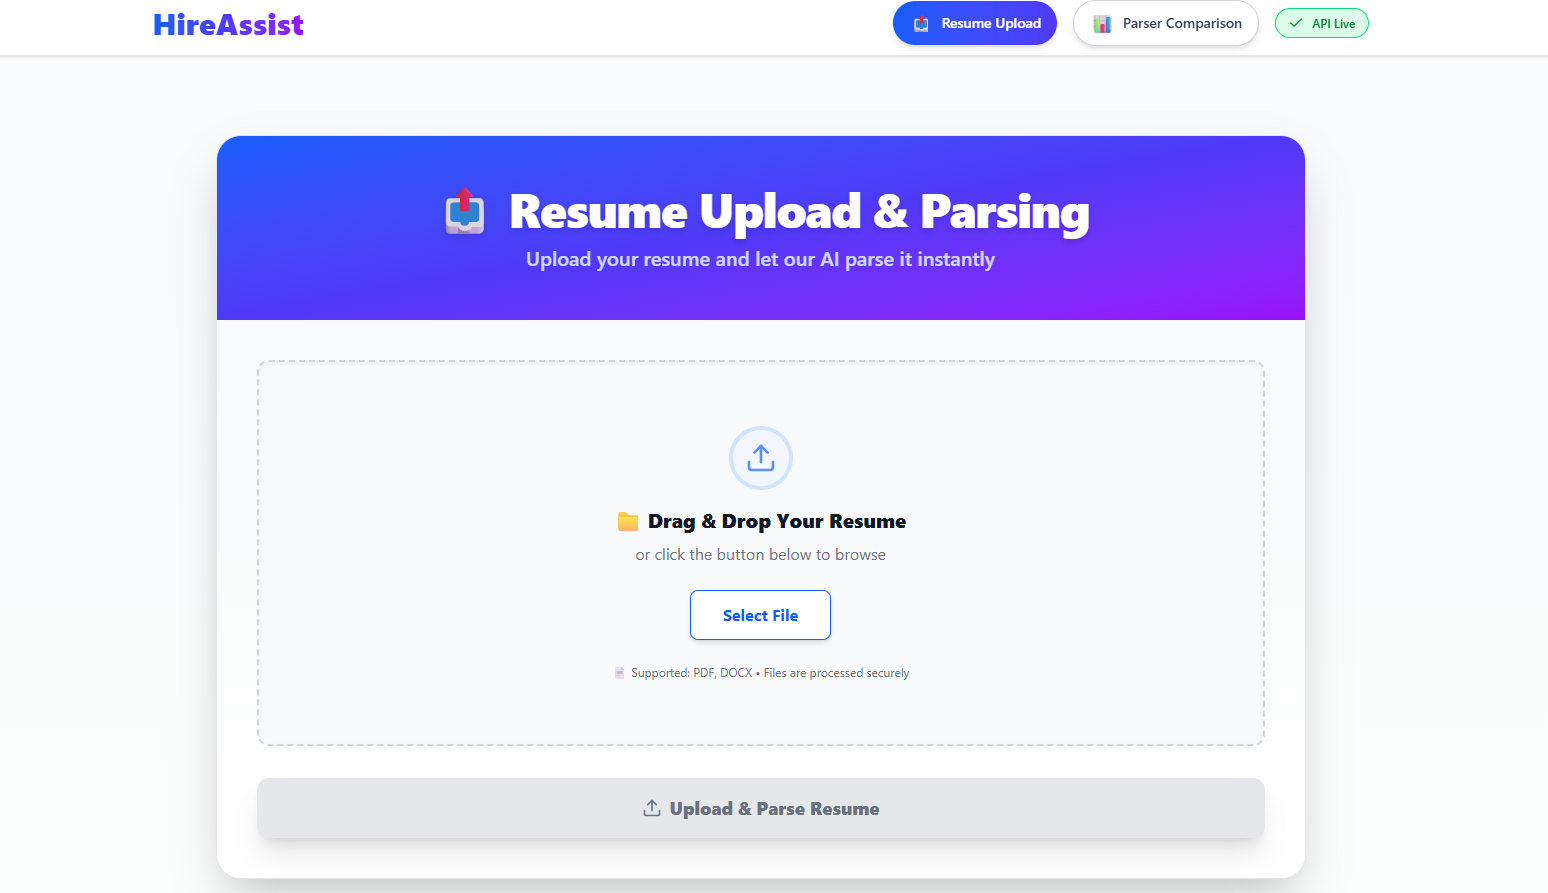 HireAssist
Resume Upload
Parser Comparison
API Live
Resume Upload & Parsing
Upload your resume and let our AI parse it instantly
Drag & Drop Your Resume
or click the button below to browse
Select File
Supported: PDF, DOCX • Files are processed securely
Upload & Parse Resume